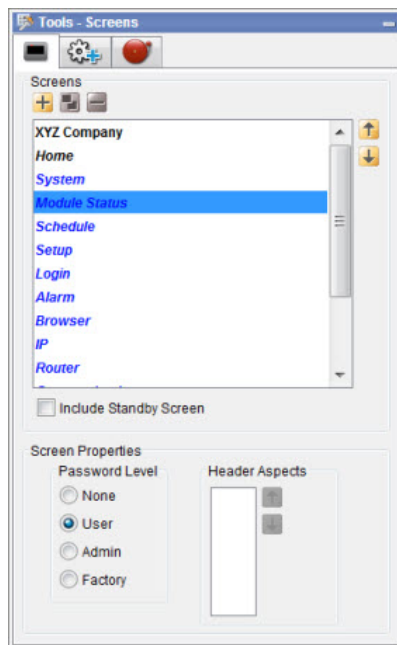 Tools - Screens
Screens
XYZ Company
Home
System
Module Status
Schedule
Setup
Login
Alarm
Browser
IP
Router
Include Standby Screen
Screen Properties
Password Level
Header Aspects
None
User
Admin
Factory